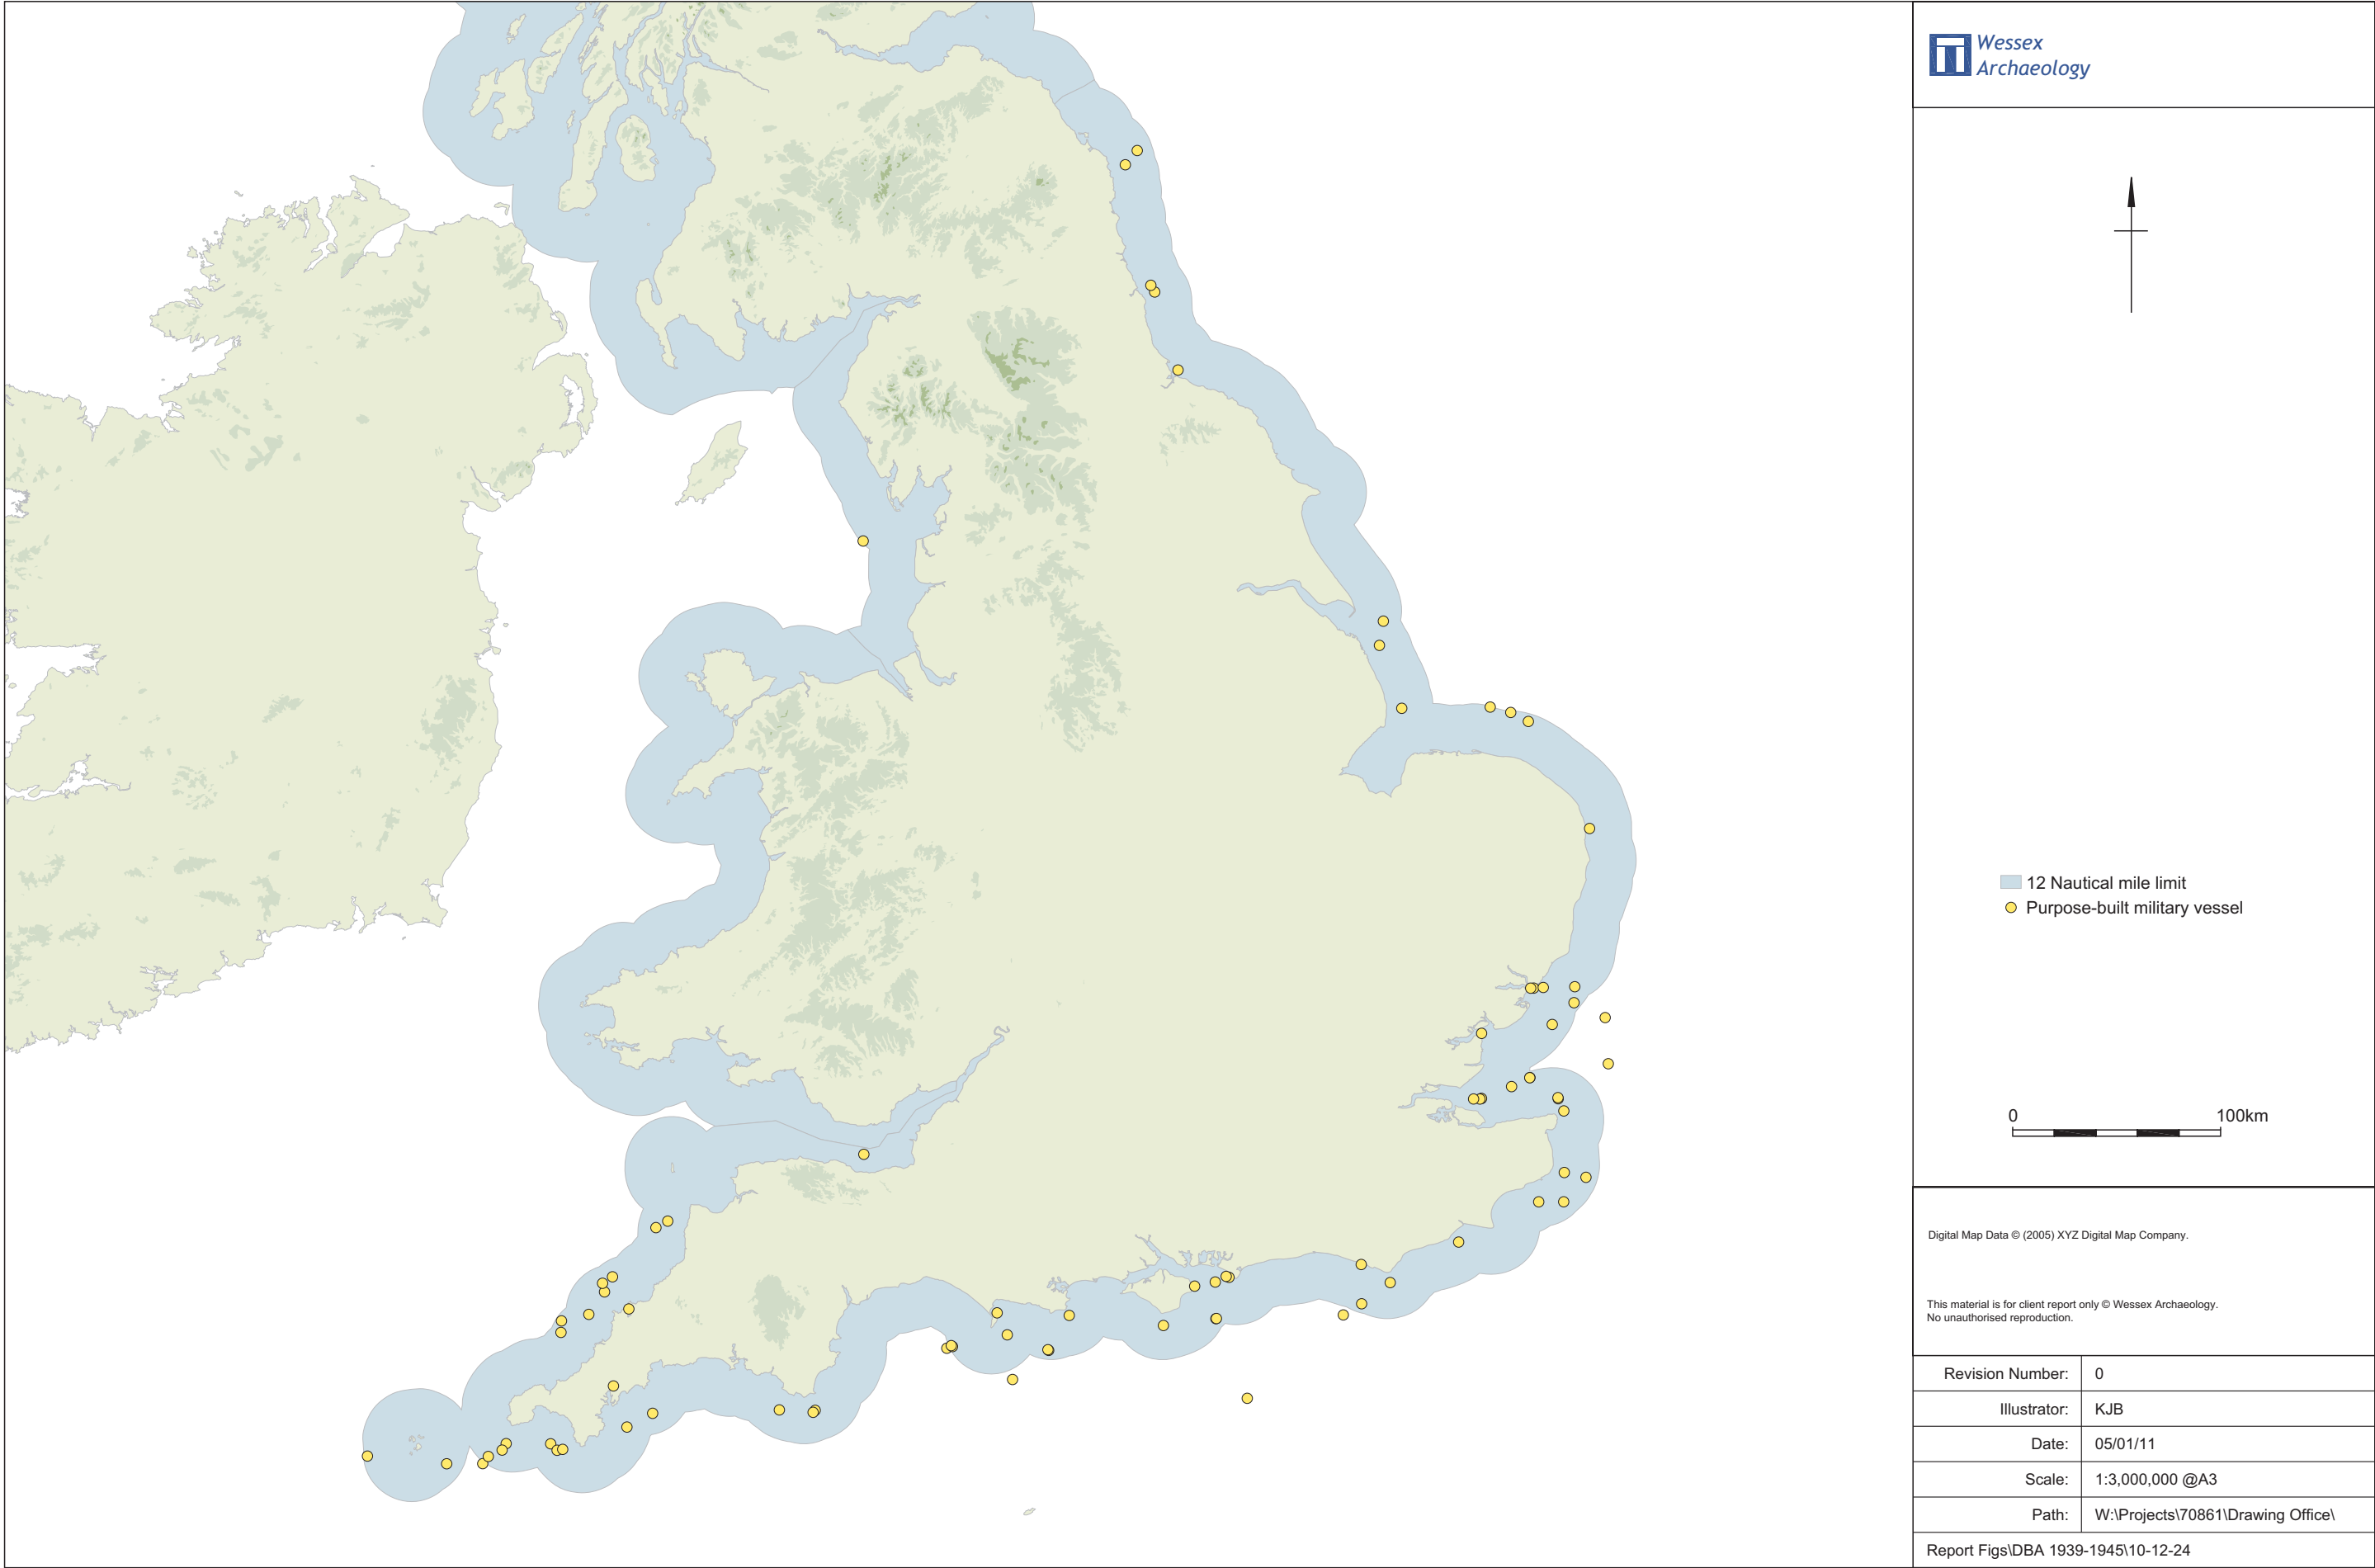 Wessex
Archaeology
12 Nautical mile limit
Purpose-built military vessel
0 100km
Digital Map Data © (2005) XYZ Digital Map Company.
This material is for client report only © Wessex Archaeology.
No unauthorised reproduction.
Revision Number: 0
Illustrator: KJB
Date: 05/01/11
Scale: 1:3,000,000 @A3
Path: W:\Projects\70861\Drawing Office\
Report Figs\DBA 1939-1945\10-12-24